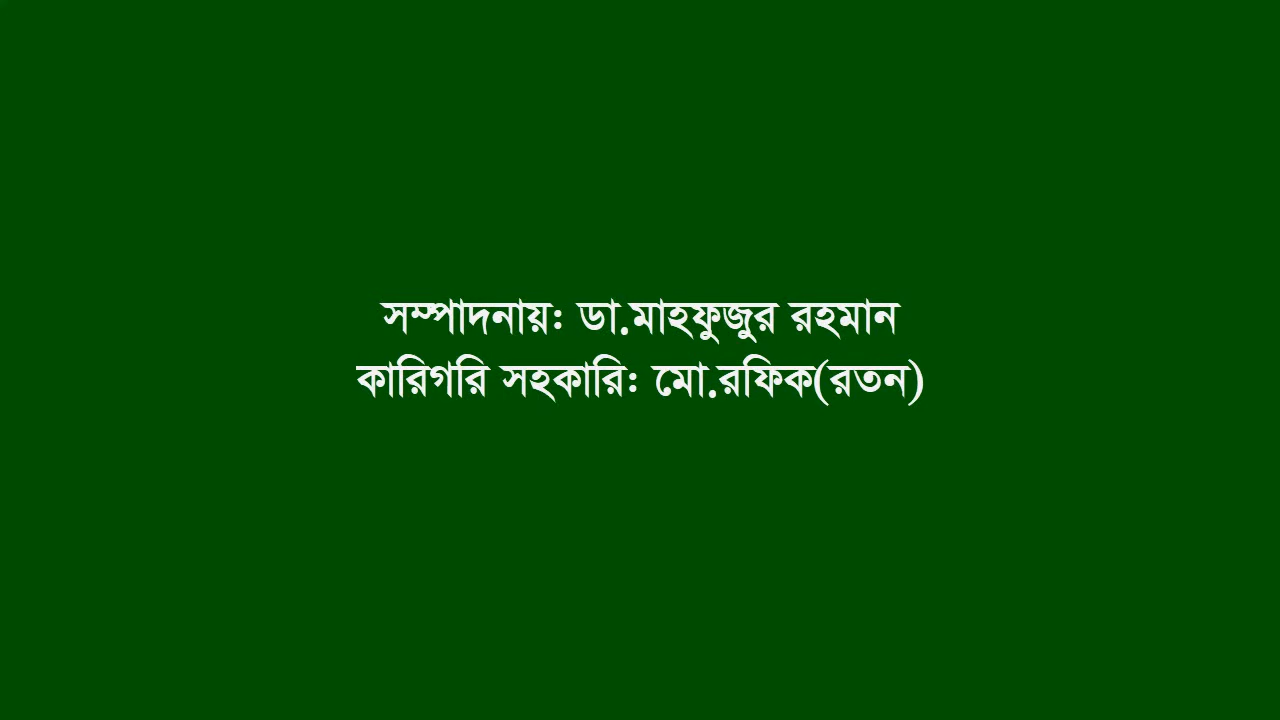 সম্পাদনায়ঃ ডা.মাহফুজুর রহমান
কারিগরি সহকারিঃ মো.রফিক(রতন)